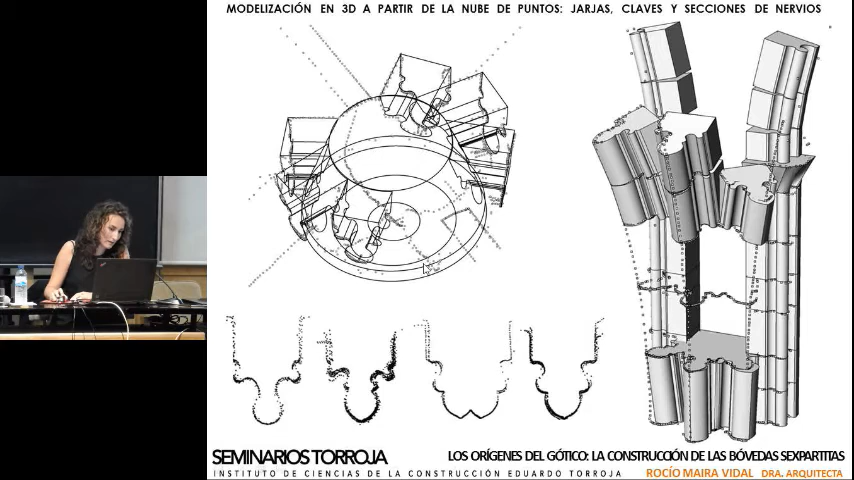 MODELIZACIÓN EN 3D A PARTIR DE LA NUBE DE PUNTOS: JARJAS, CLAVES Y SECCIONES DE NERVIOS
SEMINARIOS TORROJA
INSTITUTO DE CIENCIAS DE LA CONSTRUCCIÓN EDUARDO TORROJA
LOS ORÍGENES DEL GÓTICO: LA CONSTRUCCIÓN DE LAS BÓVEDAS SEXPARTITAS
ROCÍO MAIRA VIDAL DRA. ARQUITECTA